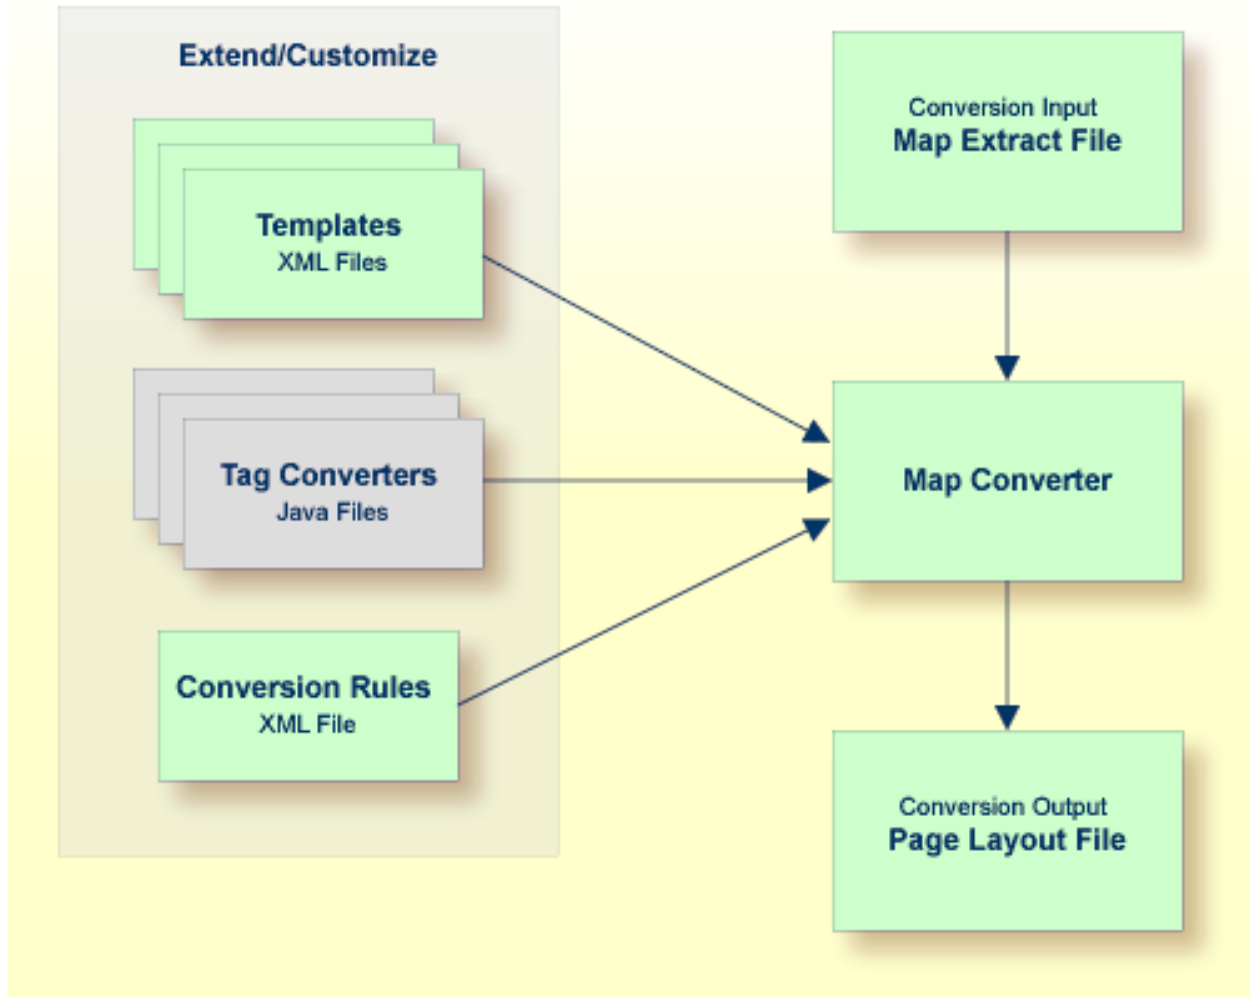 Extend/Customize
Templates
XML Files
Tag Converters
Java Files
Conversion Rules
XML File
Conversion Input
Map Extract File
Map Converter
Conversion Output
Page Layout File